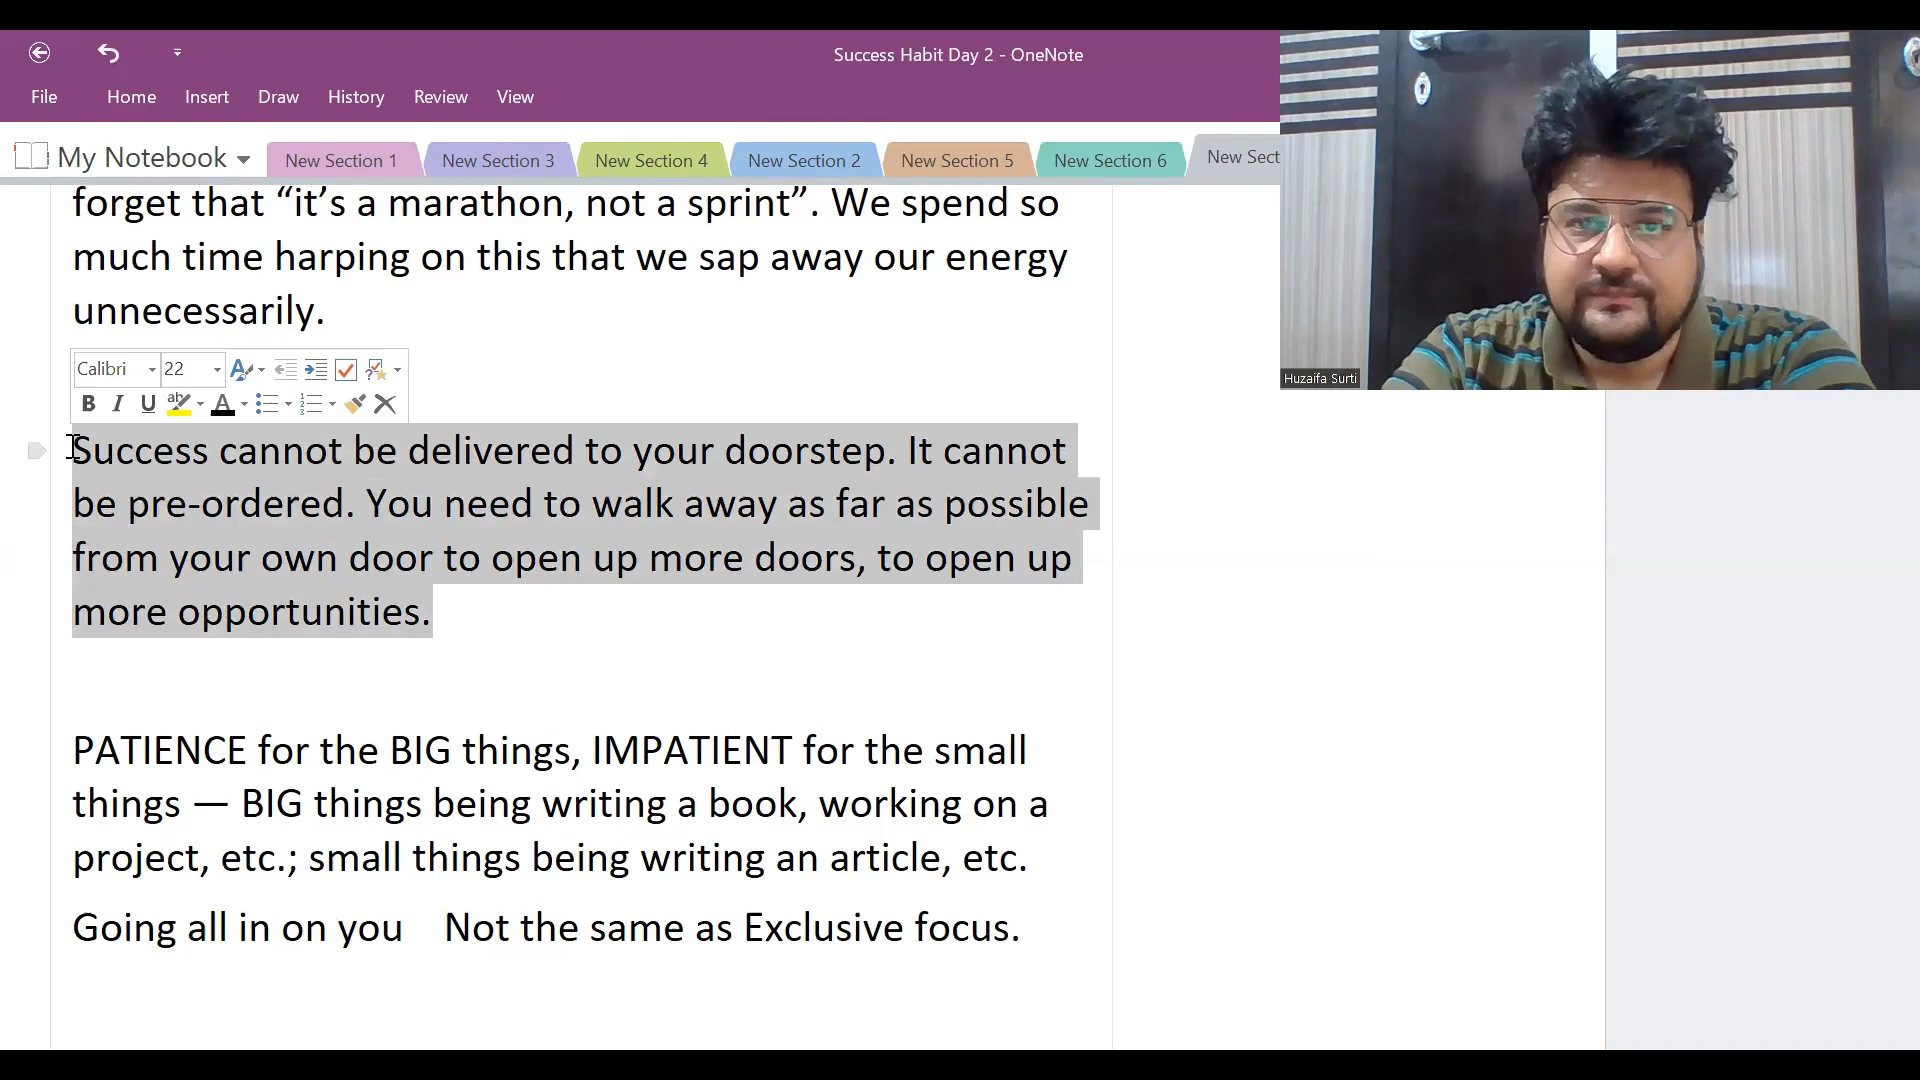 Success Habit Day 2 - OneNote
File Home Insert Draw History Review View
My Notebook New Section 1 New Section 3 New Section 4 New Section 2 New Section 5 New Section 6 New Sect
forget that “it’s a marathon, not a sprint”. We spend so
much time harping on this that we sap away our energy
unnecessarily.
Calibri 22
Success cannot be delivered to your doorstep. It cannot
be pre-ordered. You need to walk away as far as possible
from your own door to open up more doors, to open up
more opportunities.
PATIENCE for the BIG things, IMPATIENT for the small
things — BIG things being writing a book, working on a
project, etc.; small things being writing an article, etc.
Going all in on you Not the same as Exclusive focus.
Huzaifa Surti